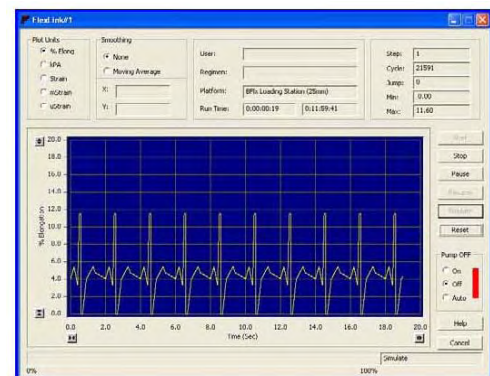 FlexLink#1
Plot Units
% Elong
kPA
Strain
mStrain
uStrain
Smoothing
None
Moving Average
X:
Y:
User:
Regimen:
Platform: BFlx Loading Station (25mm)
Run Time: 0:00:00:19 0:11:59:41
Step: 1
Cycle: 21591
Jump: 0
Min: 0.00
Max: 11.60
20.0
18.0
16.0
14.0
12.0
10.0
8.0
6.0
4.0
2.0
0.0
% Elongation
0.0 2.0 4.0 6.0 8.0 10.0 12.0 14.0 16.0 18.0 20.0
Time (Sec)
Start
Stop
Pause
Resume
Reset
Pump OFF
On
Off
Auto
Help
Cancel
Simulate
0% 100%